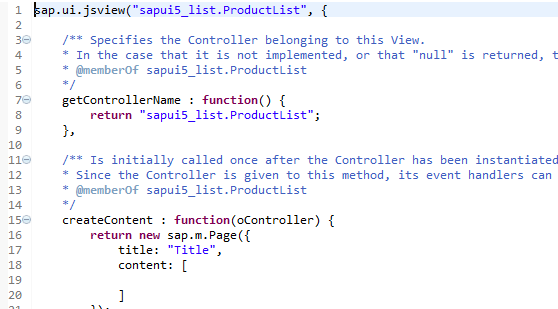 1 sap.ui.jsview("sapui5_list.ProductList", {
2
3 /** Specifies the Controller belonging to this View.
4 * In the case that it is not implemented, or that "null" is returned, t
5 * @memberOf sapui5_list.ProductList
6 */
7 getControllerName : function() {
8 return "sapui5_list.ProductList";
9 },
10
11 /** Is initially called once after the Controller has been instantiated
12 * Since the Controller is given to this method, its event handlers can
13 * @memberOf sapui5_list.ProductList
14 */
15 createContent : function(oController) {
16 return new sap.m.Page({
17 title: "Title",
18 content: [
19
20 ]
21 });